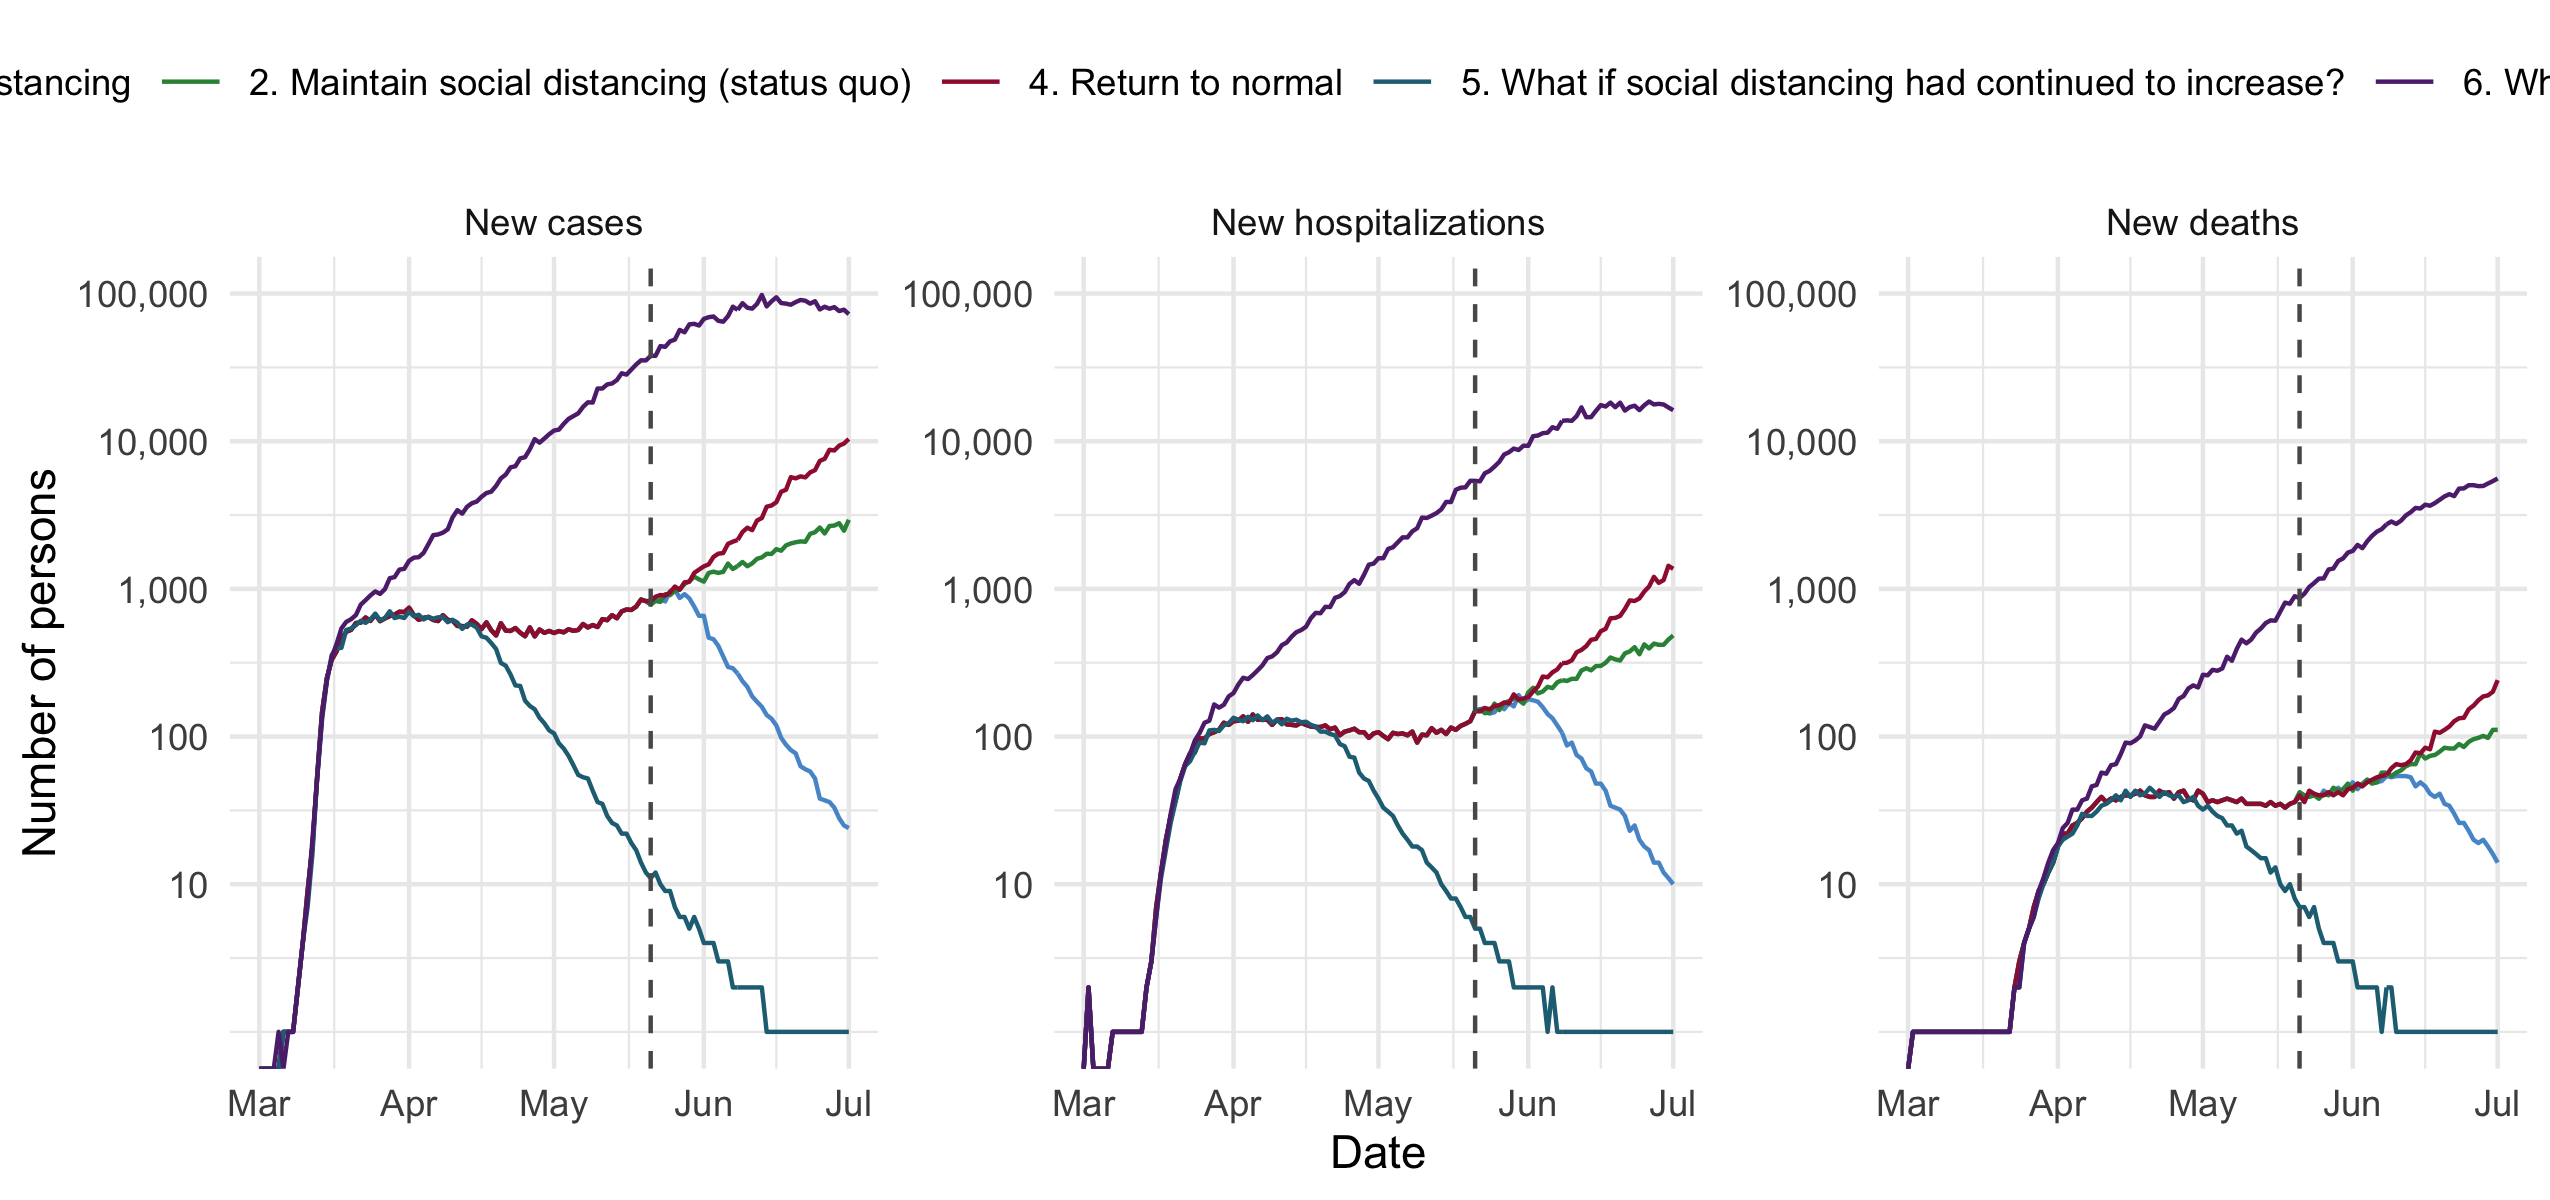 stancing 2. Maintain social distancing (status quo) 4. Return to normal 5. What if social distancing had continued to increase? 6. Wh
New cases New hospitalizations New deaths
Number of persons
100,000 100,000 100,000
10,000 10,000 10,000
1,000 1,000 1,000
100 100 100
10 10 10
Mar Apr May Jun Jul Mar Apr May Jun Jul Mar Apr May Jun Jul
Date